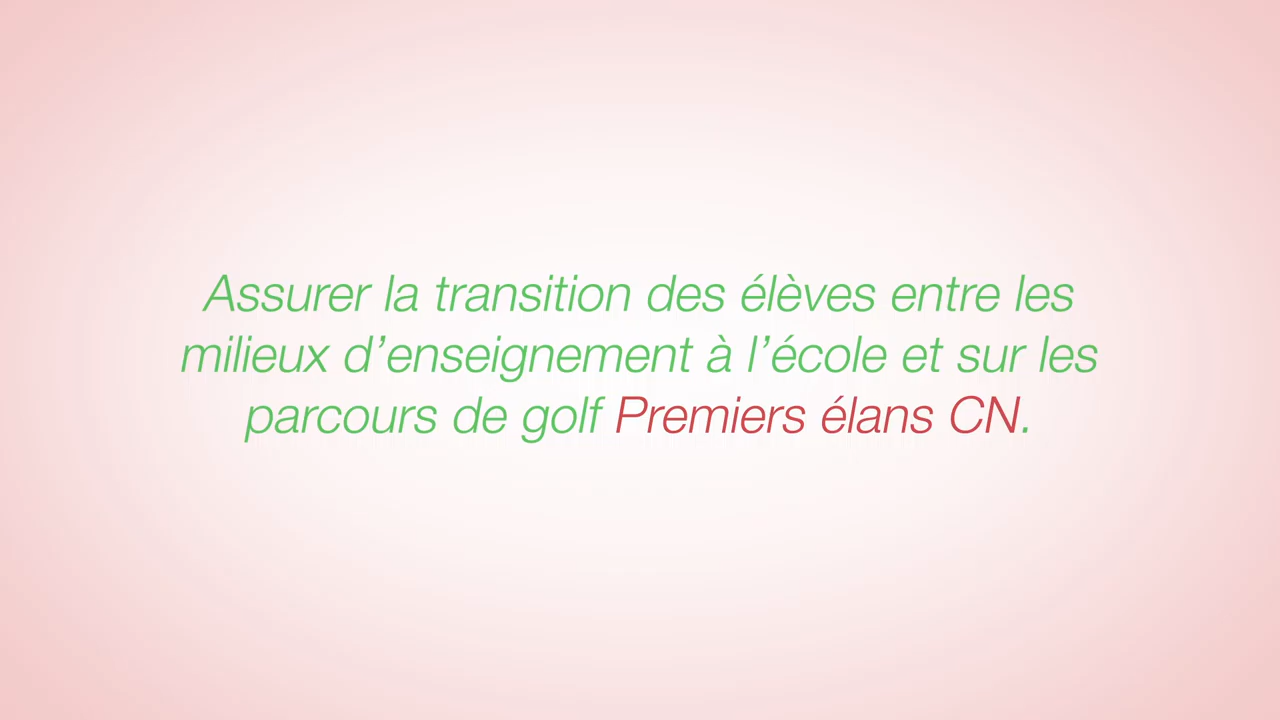 Assurer la transition des élèves entre les
milieux d’enseignement à l’école et sur les
parcours de golf Premiers élans CN.